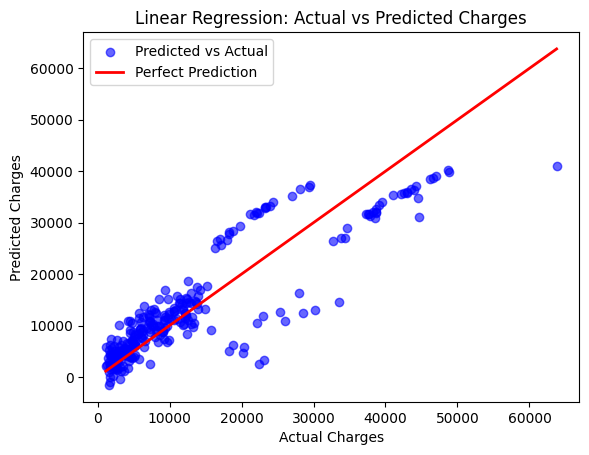 Linear Regression: Actual vs Predicted Charges
Predicted vs Actual
Perfect Prediction
Predicted Charges
60000
50000
40000
30000
20000
10000
0
0 10000 20000 30000 40000 50000 60000
Actual Charges